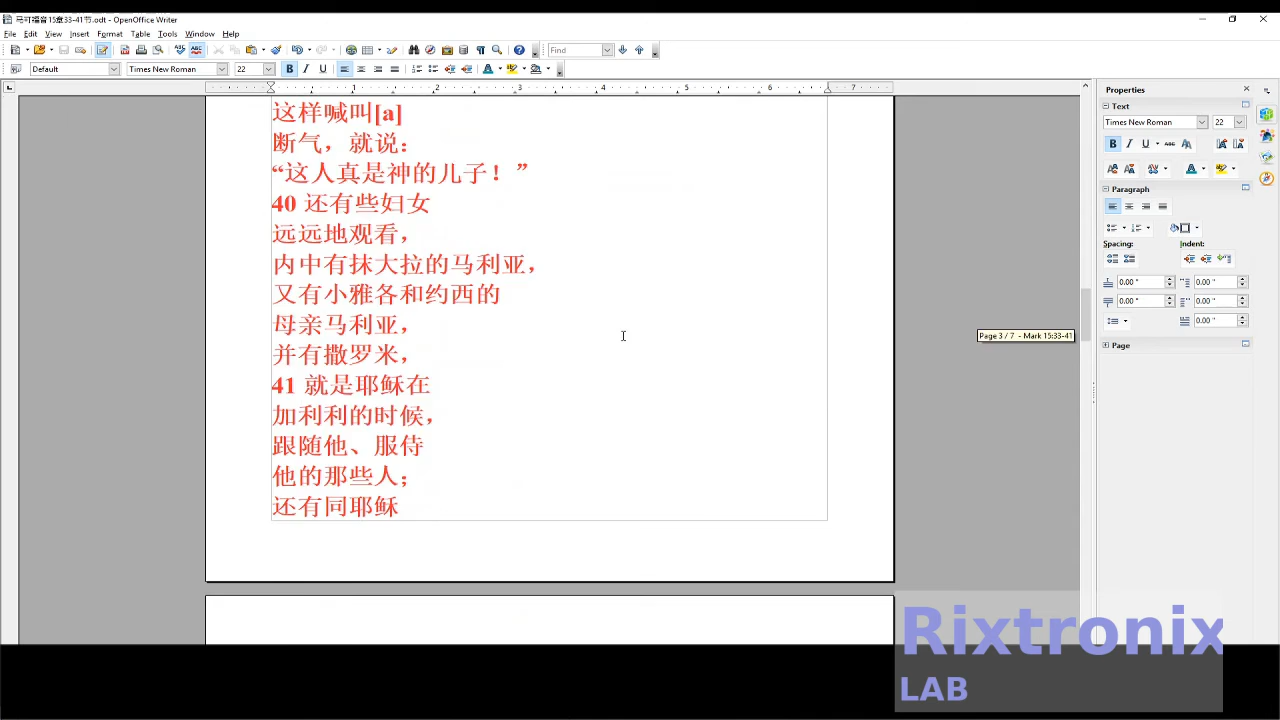 马可福音15章33-41节.odt - OpenOffice Writer
File Edit View Insert Format Table Tools Window Help
Find
Default Times New Roman 22
1 2 3 4 5 6 7
Properties
Text
Times New Roman 22
Paragraph
Spacing: Indent:
0.00 " 0.00 "
0.00 " 0.00 "
0.00 "
Page
这样喊叫[a]
断气，就说：
“这人真是神的儿子！”
40 还有些妇女
远远地观看，
内中有抹大拉的马利亚，
又有小雅各和约西的
母亲马利亚，
并有撒罗米，
41 就是耶稣在
加利利的时候，
跟随他、服侍
他的那些人；
还有同耶稣
Page 3 / 7 - Mark 15:33-41
Rixtronix
LAB